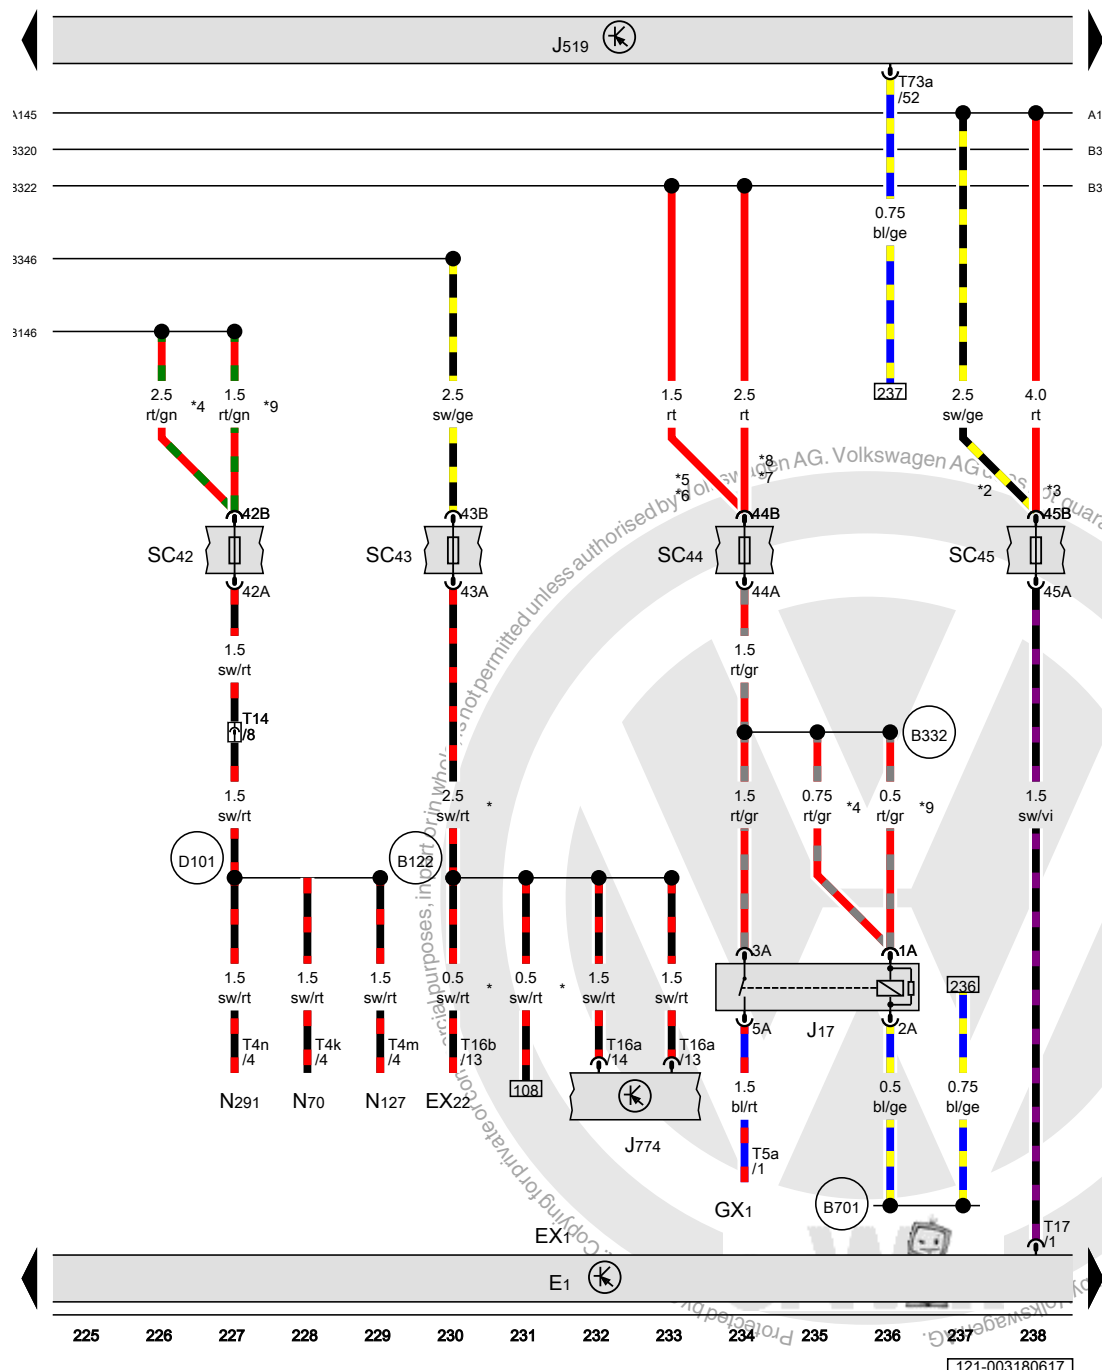 J519
T73a
/52
A145
A1
B320
B3
B322
B3
0.75
bl/ge
B346
B146
237
2.5
rt/gn
*4
1.5
rt/gn
*9
2.5
sw/ge
1.5
rt
2.5
rt
2.5
sw/ge
4.0
rt
*8
*7
*5
*6
*2
*3
42B
43B
44B
45B
SC42
SC43
SC44
SC45
42A
43A
44A
45A
1.5
sw/rt
1.5
rt/gr
T14
/8
B332
1.5
sw/rt
2.5
sw/rt
*
1.5
rt/gr
0.75
rt/gr
*4
0.5
rt/gr
*9
1.5
sw/vi
D101
B122
3A
1A
1.5
sw/rt
1.5
sw/rt
1.5
sw/rt
0.5
sw/rt
*
0.5
sw/rt
*
1.5
sw/rt
1.5
sw/rt
236
5A
J17
2A
T4n
/4
T4k
/4
T4m
/4
T16b
/13
T16a
/14
T16a
/13
N291
N70
N127
EX22
108
J774
1.5
bl/rt
0.5
bl/ge
0.75
bl/ge
T5a
/1
GX1
B701
T17
/1
EX1
E1
225 226 227 228 229 230 231 232 233 234 235 236 237 238
121-003180617